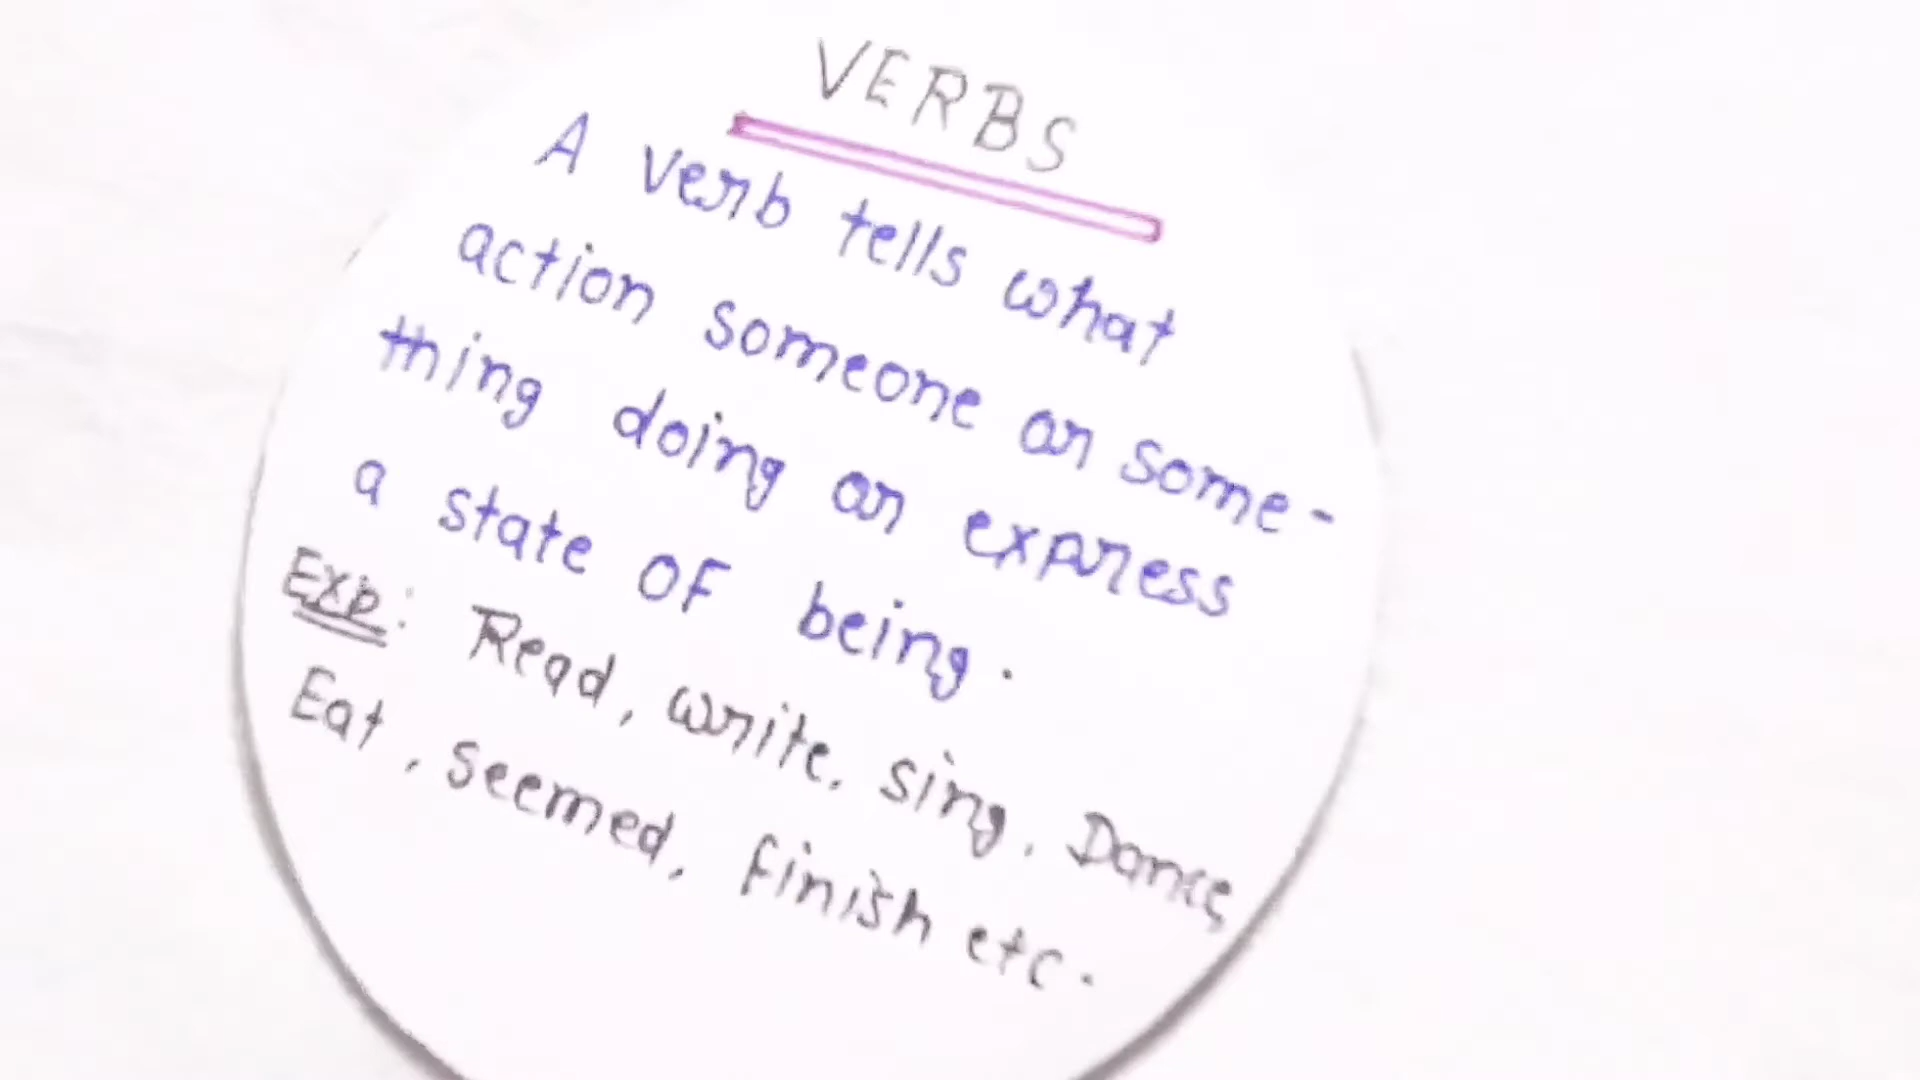 VERBS
A verb tells what
action someone or some-
thing doing or express
a state OF being.
Exp: Read, write, sing, Dance,
Eat, seemed, finish etc.